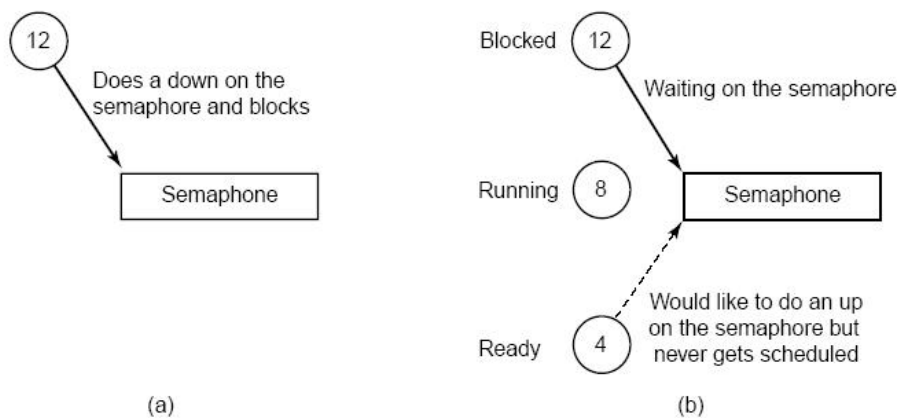 12
Does a down on the
semaphore and blocks
Semaphone
(a)
Blocked
12
Waiting on the semaphore
Running
8
Semaphone
Would like to do an up
on the semaphore but
never gets scheduled
Ready
4
(b)